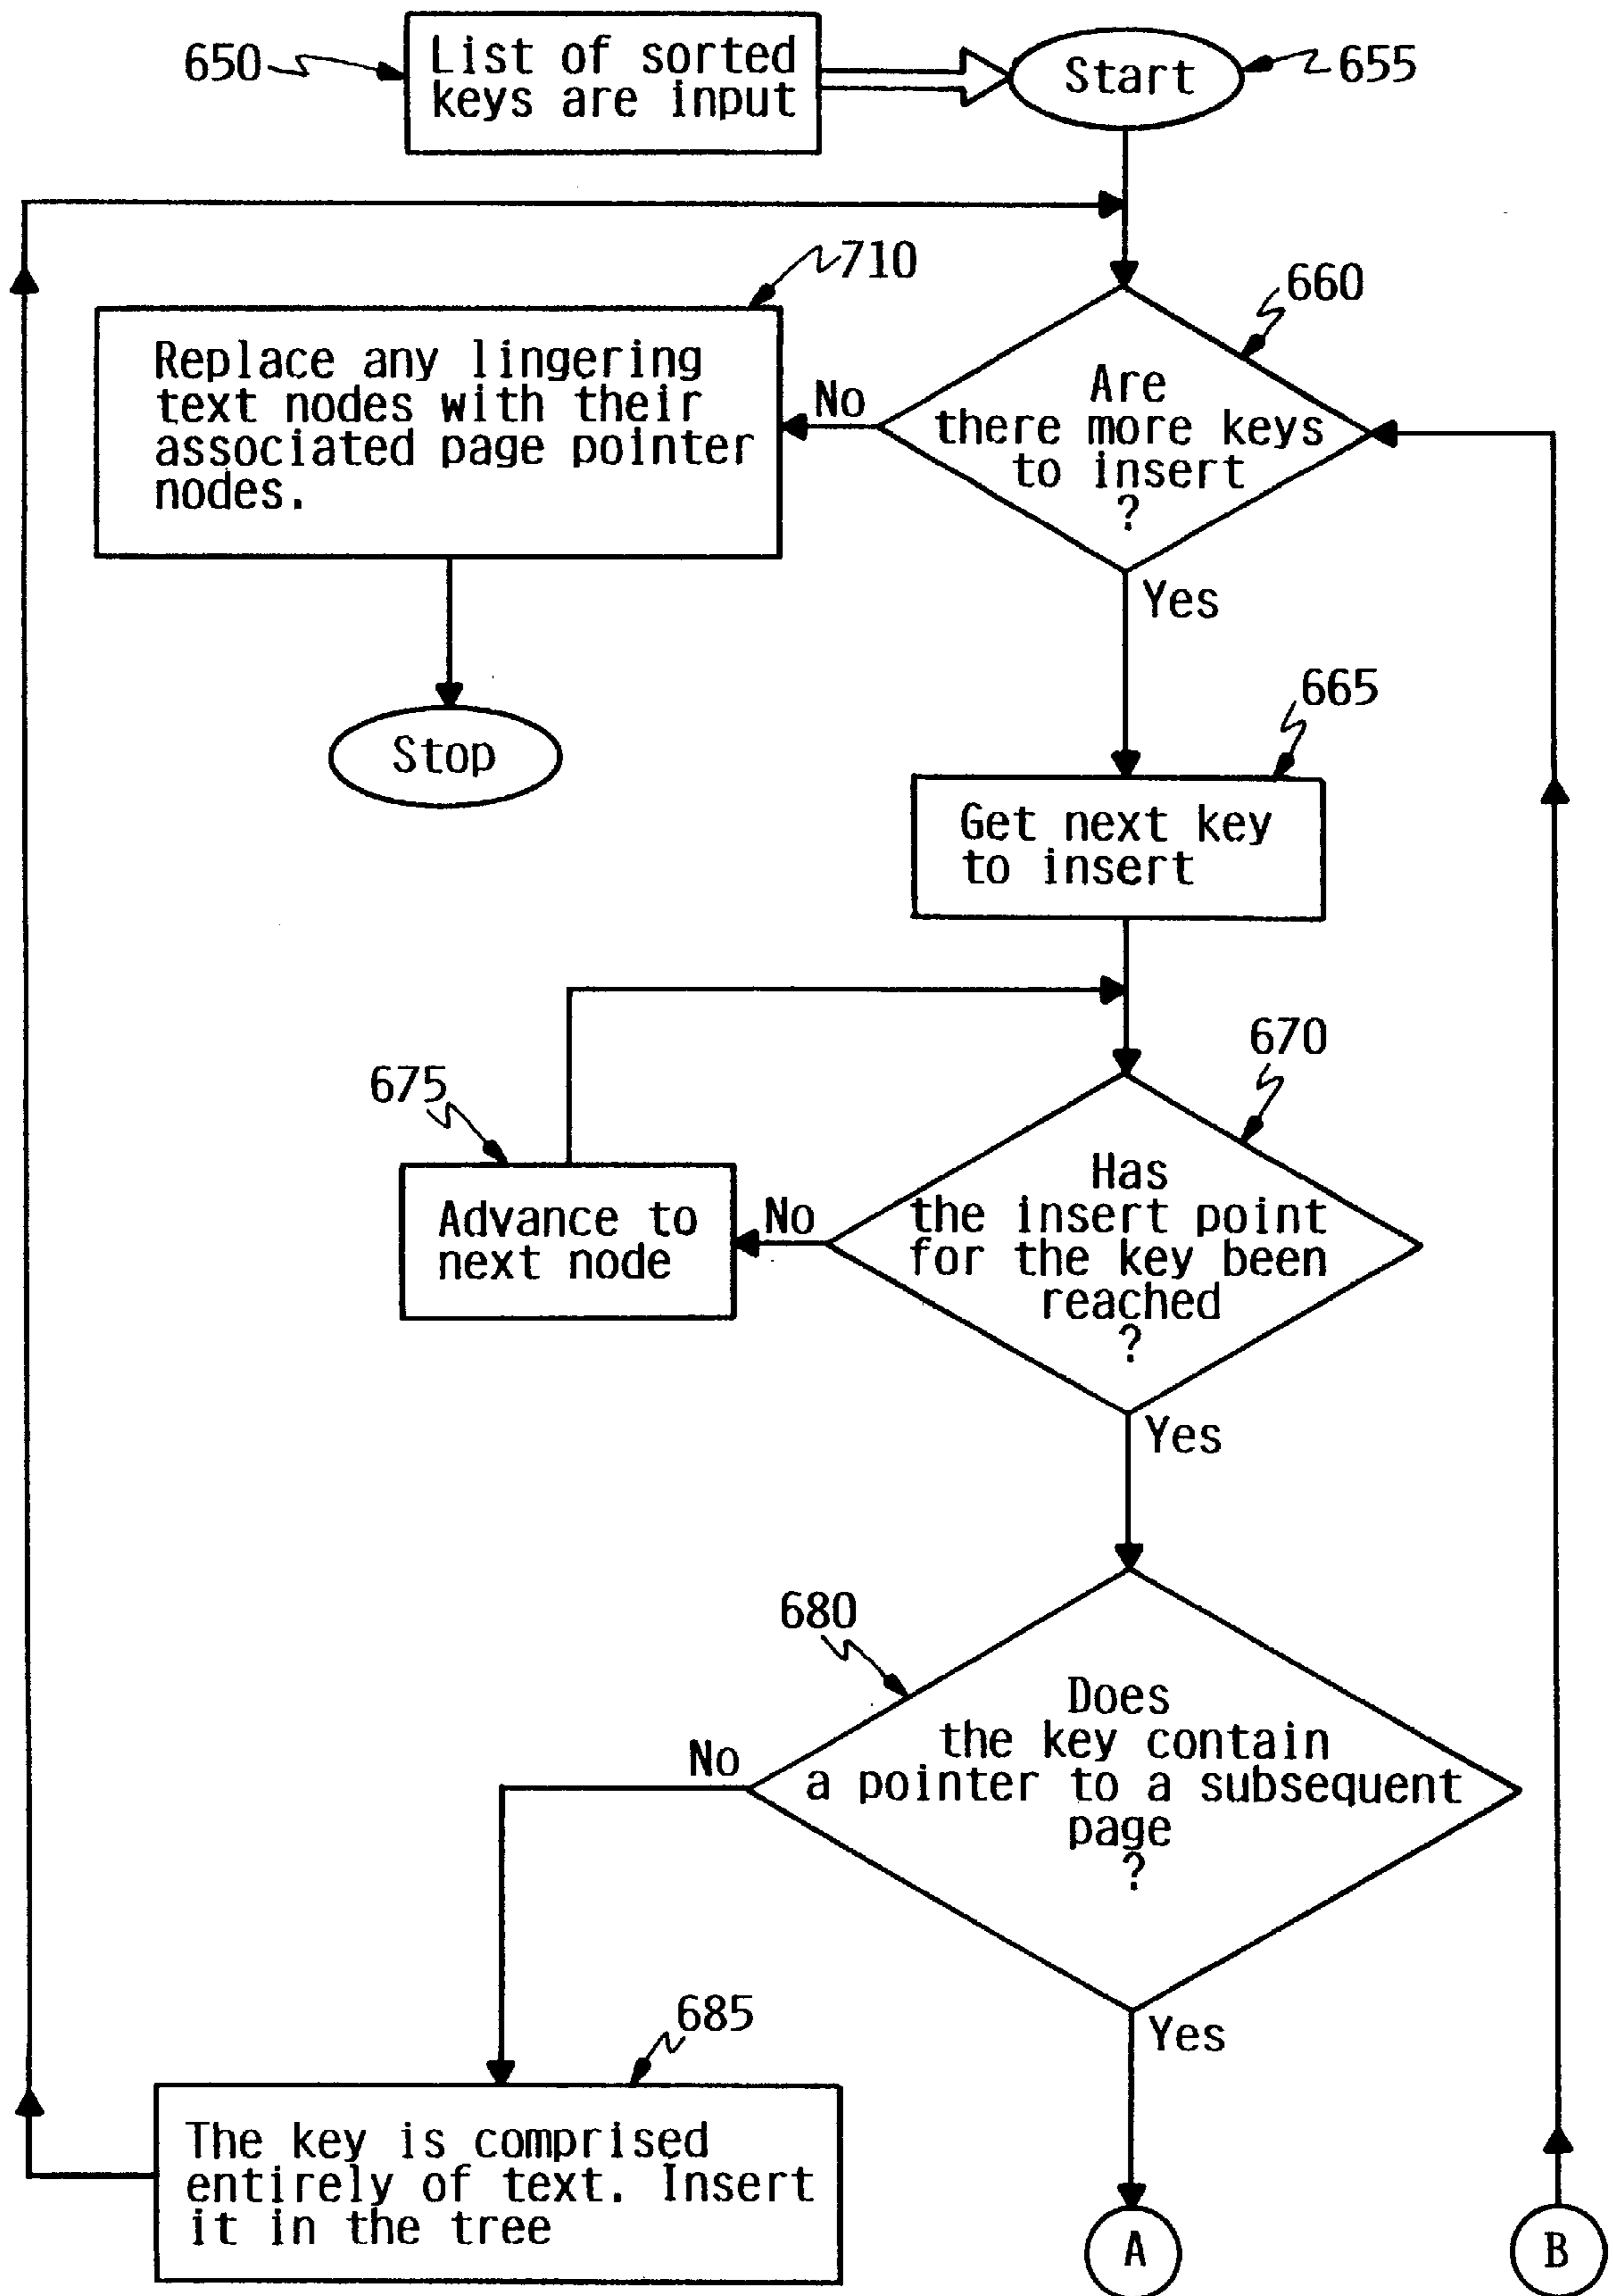 650
List of sorted
keys are input
Start
655
710
660
Replace any lingering
text nodes with their
associated page pointer
nodes.
No
Are
there more keys
to insert
?
Yes
Stop
665
Get next key
to insert
670
675
Advance to
next node
No
Has
the insert point
for the key been
reached
?
Yes
680
No
Does
the key contain
a pointer to a subsequent
page
?
Yes
685
The key is comprised
entirely of text. Insert
it in the tree
A
B